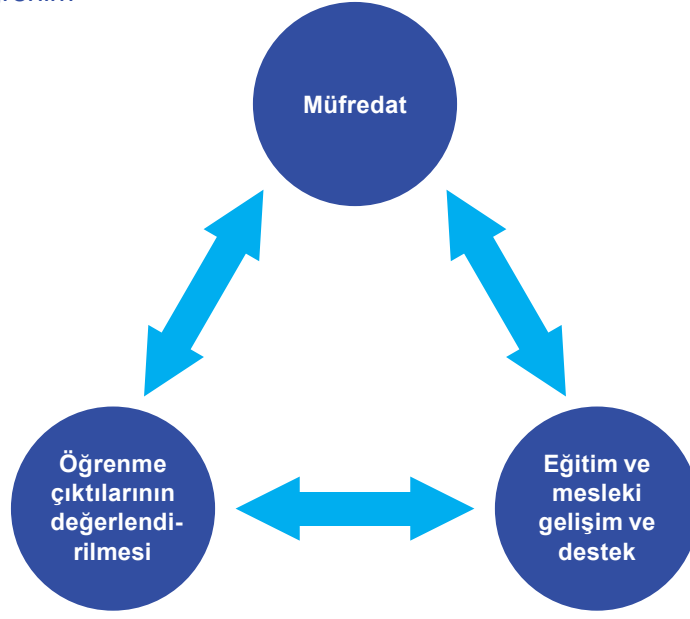 Müfredat
Öğrenme
çıktılarının
değerlendi-
rilmesi
Eğitim ve
mesleki
gelişim ve
destek